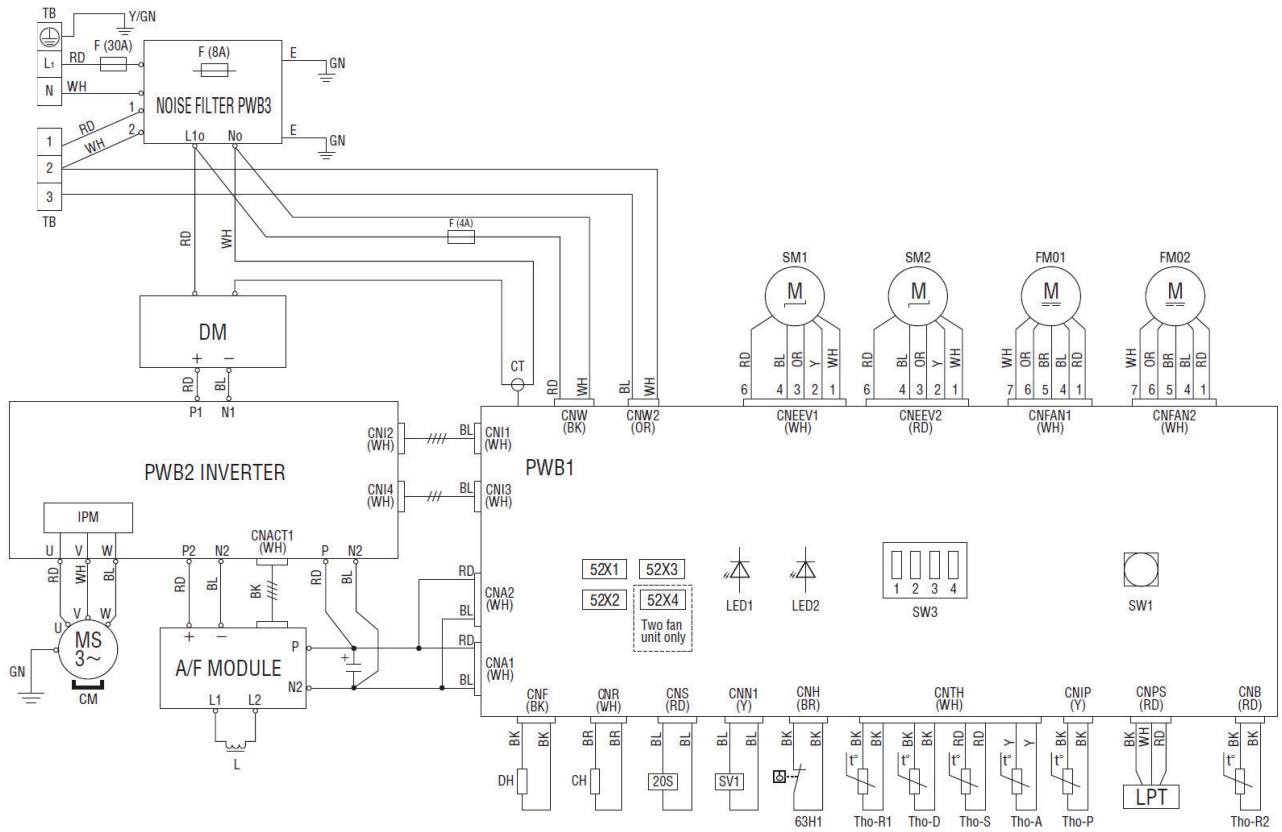 TB
Y/GN
L1 RD F (30A)
N WH
F (8A)
NOISE FILTER PWB3
L1o No
E GN
E GN
1 RD 1
2 WH 2
3
TB
RD WH
F (4A)
DM
+ −
RD BL
P1 N1
CT
RD WH BL WH
CNW (BK)
CNW2 (OR)
SM1
M
RD BL OR Y WH
6 4 3 2 1
CNEEV1 (WH)
SM2
M
RD BL OR Y WH
6 4 3 2 1
CNEEV2 (RD)
FM01
M
WH OR BR BL RD
7 6 5 4 1
CNFAN1 (WH)
FM02
M
WH OR BR BL RD
7 6 5 4 1
CNFAN2 (WH)
PWB2 INVERTER
CNI2 (WH)
BL CNI1 (WH)
CNI4 (WH)
BL CNI3 (WH)
PWB1
IPM
U V W
RD WH BL
U V W
MS
3~
GN
CM
P2 N2
RD BL
CNACT1 (WH)
BK
P N2
RD BL
+ −
A/F MODULE
P
N2
L1 L2
L
+
RD
BL
CNA2 (WH)
RD
BL
CNA1 (WH)
52X1 52X3
52X2 52X4
Two fan
unit only
LED1
LED2
1 2 3 4
SW3
SW1
CNF (BK)
BK BK
DH
CNR (WH)
BR BR
CH
CNS (RD)
BL BL
20S
CNN1 (Y)
BL BL
SV1
CNH (BR)
BK BK
63H1
CNTH (WH)
BK BK
t°
Tho-R1
BK BK
t°
Tho-D
RD RD
t°
Tho-S
Y Y
t°
Tho-A
CNIP (Y)
BK BK
t°
Tho-P
CNPS (RD)
BK WH RD
LPT
CNB (RD)
BK BK
t°
Tho-R2